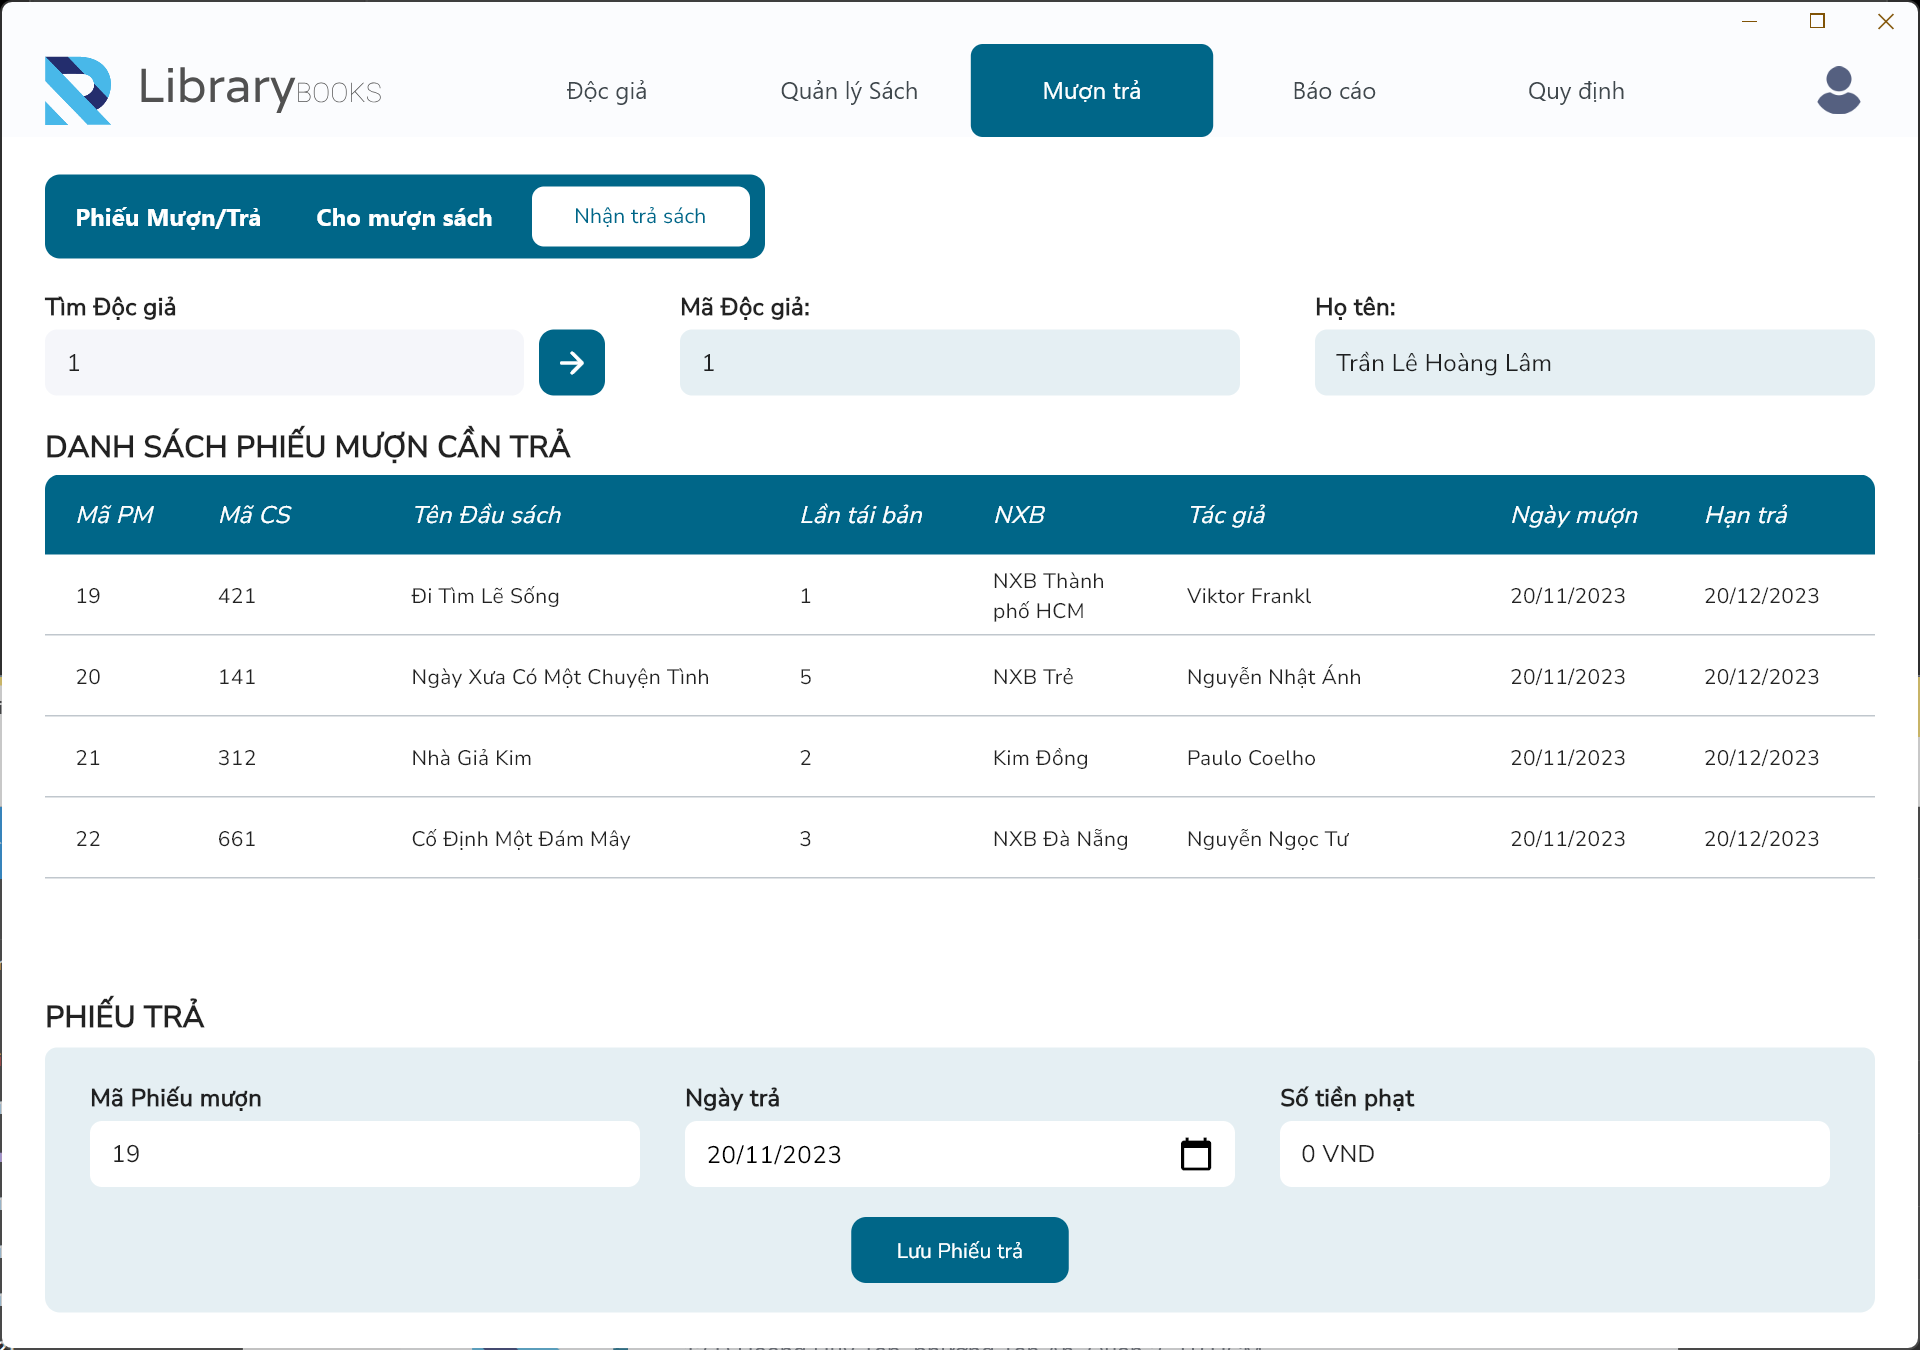 LibraryBOOKS
Độc giả
Quản lý Sách
Mượn trả
Báo cáo
Quy định
Phiếu Mượn/Trả
Cho mượn sách
Nhận trả sách
Tìm Độc giả
Mã Độc giả:
Họ tên:
1
1
Trần Lê Hoàng Lâm
DANH SÁCH PHIẾU MƯỢN CẦN TRẢ
Mã PM Mã CS Tên Đầu sách Lần tái bản NXB Tác giả Ngày mượn Hạn trả
19 421 Đi Tìm Lẽ Sống 1 NXB Thành phố HCM Viktor Frankl 20/11/2023 20/12/2023
20 141 Ngày Xưa Có Một Chuyện Tình 5 NXB Trẻ Nguyễn Nhật Ánh 20/11/2023 20/12/2023
21 312 Nhà Giả Kim 2 Kim Đồng Paulo Coelho 20/11/2023 20/12/2023
22 661 Cố Định Một Đám Mây 3 NXB Đà Nẵng Nguyễn Ngọc Tư 20/11/2023 20/12/2023
PHIẾU TRẢ
Mã Phiếu mượn
Ngày trả
Số tiền phạt
19
20/11/2023
0 VND
Lưu Phiếu trả